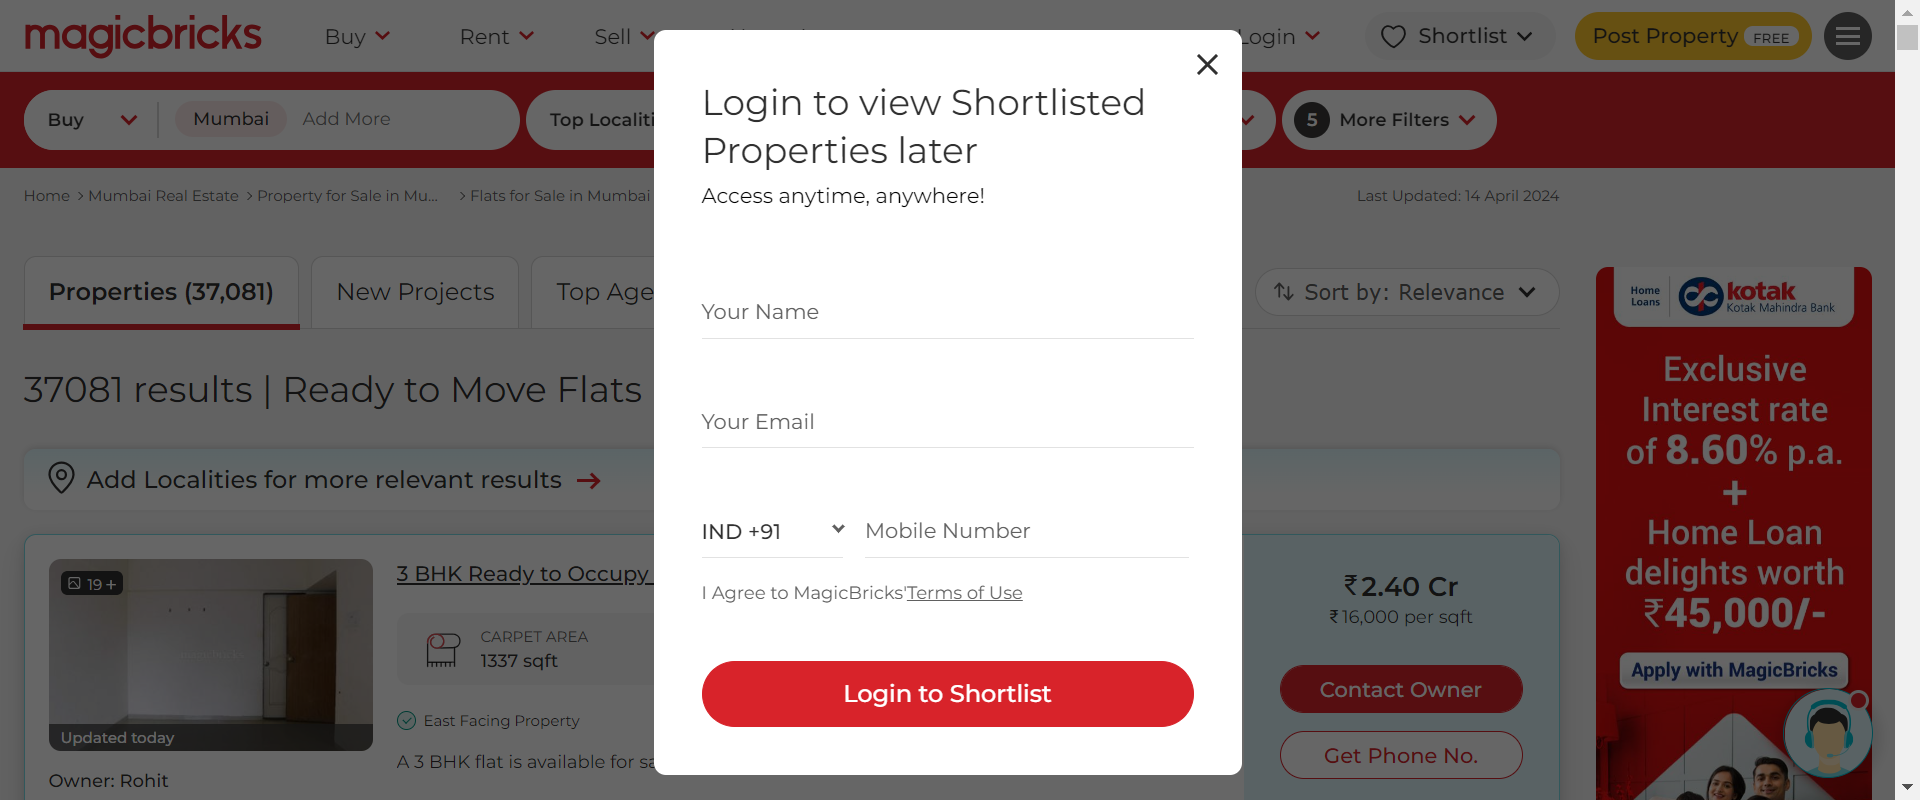 magicbricks
Buy
Rent
Sell
Login
Shortlist
Post Property FREE
Buy
Mumbai
Add More
Top Localiti
5 More Filters
Home > Mumbai Real Estate > Property for Sale in Mu... > Flats for Sale in Mumbai
Last Updated: 14 April 2024
Properties (37,081)
New Projects
Top Age
Sort by: Relevance
37081 results | Ready to Move Flats
Add Localities for more relevant results
19+
Updated today
Owner: Rohit
3 BHK Ready to Occupy
CARPET AREA
1337 sqft
East Facing Property
A 3 BHK flat is available for sa
Login to view Shortlisted
Properties later
Access anytime, anywhere!
Your Name
Your Email
IND +91
Mobile Number
I Agree to MagicBricks'Terms of Use
Login to Shortlist
₹2.40 Cr
₹16,000 per sqft
Contact Owner
Get Phone No.
Home
Loans
kotak
Kotak Mahindra Bank
Exclusive
Interest rate
of 8.60% p.a.
+
Home Loan
delights worth
₹45,000/-
Apply with MagicBricks